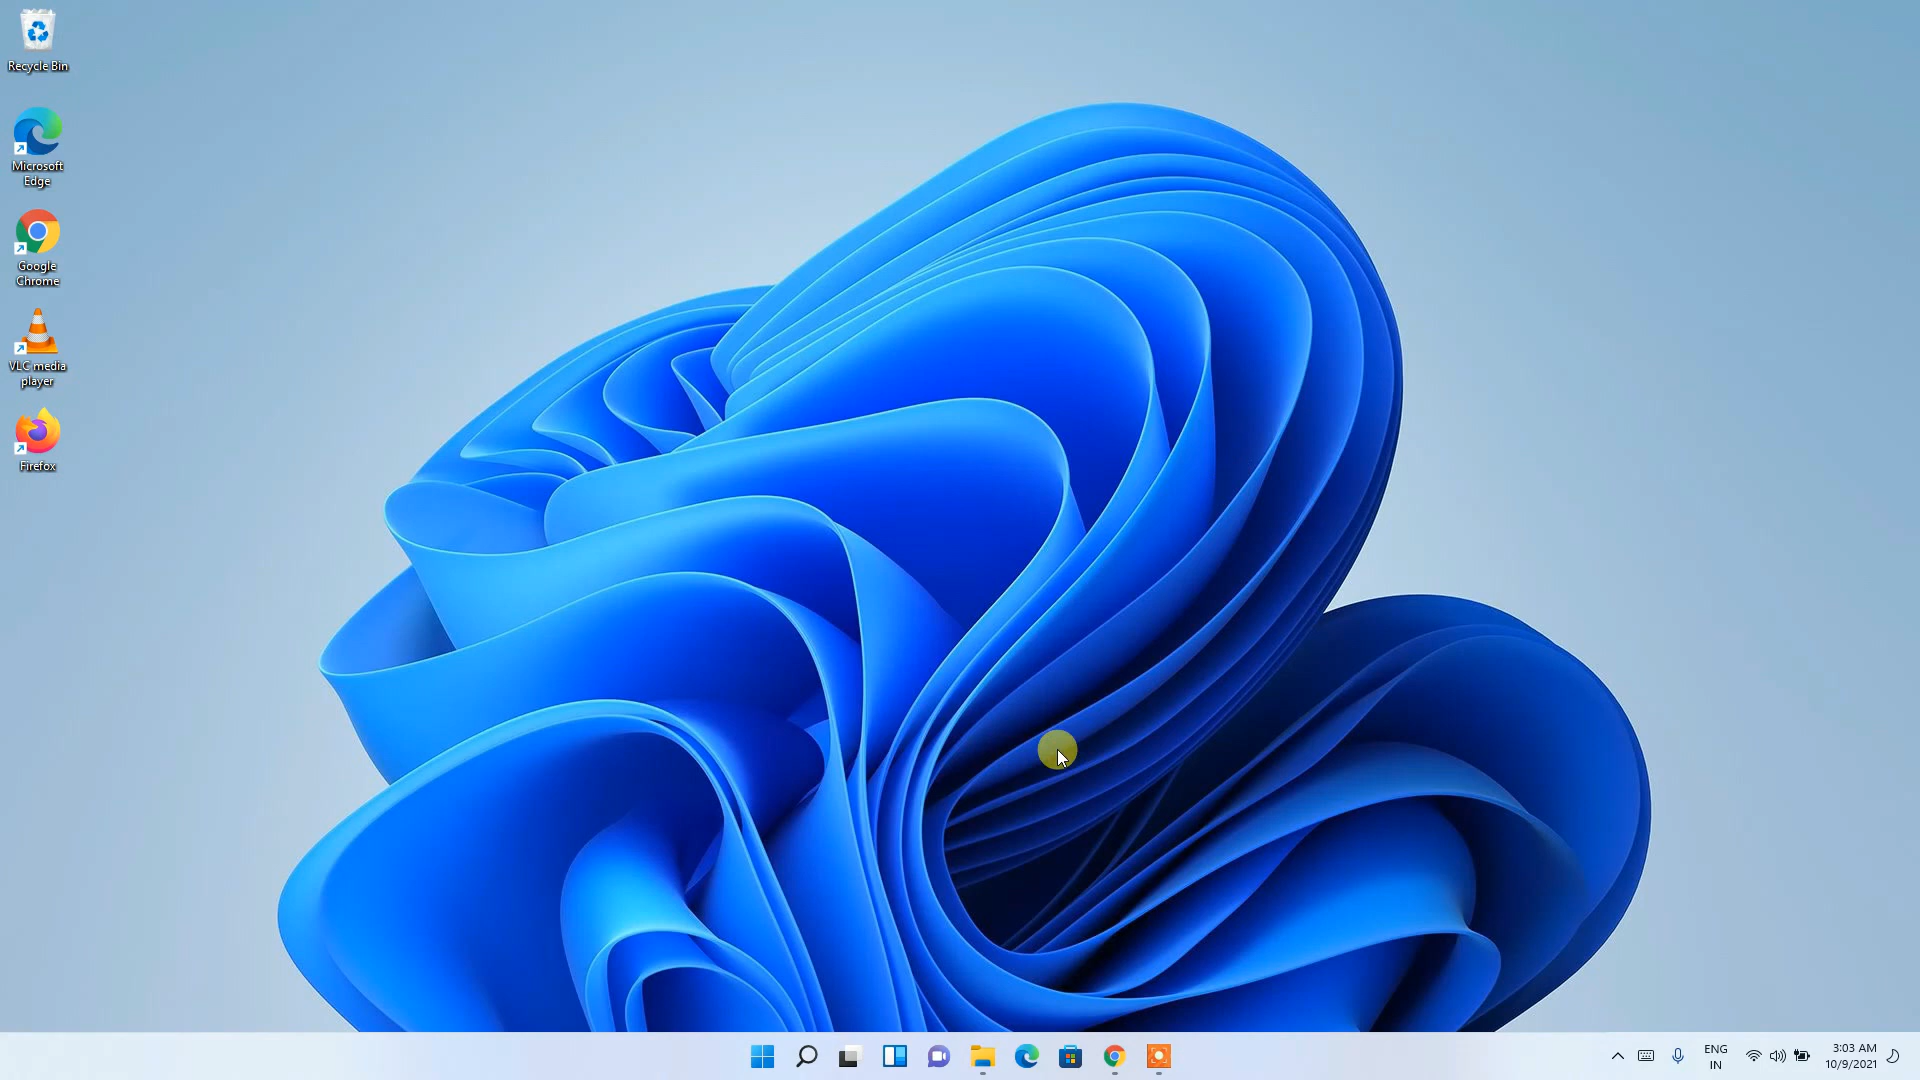 Recycle Bin
Microsoft
Edge
Google
Chrome
VLC media
player
Firefox
ENG
IN
3:03 AM
10/9/2021